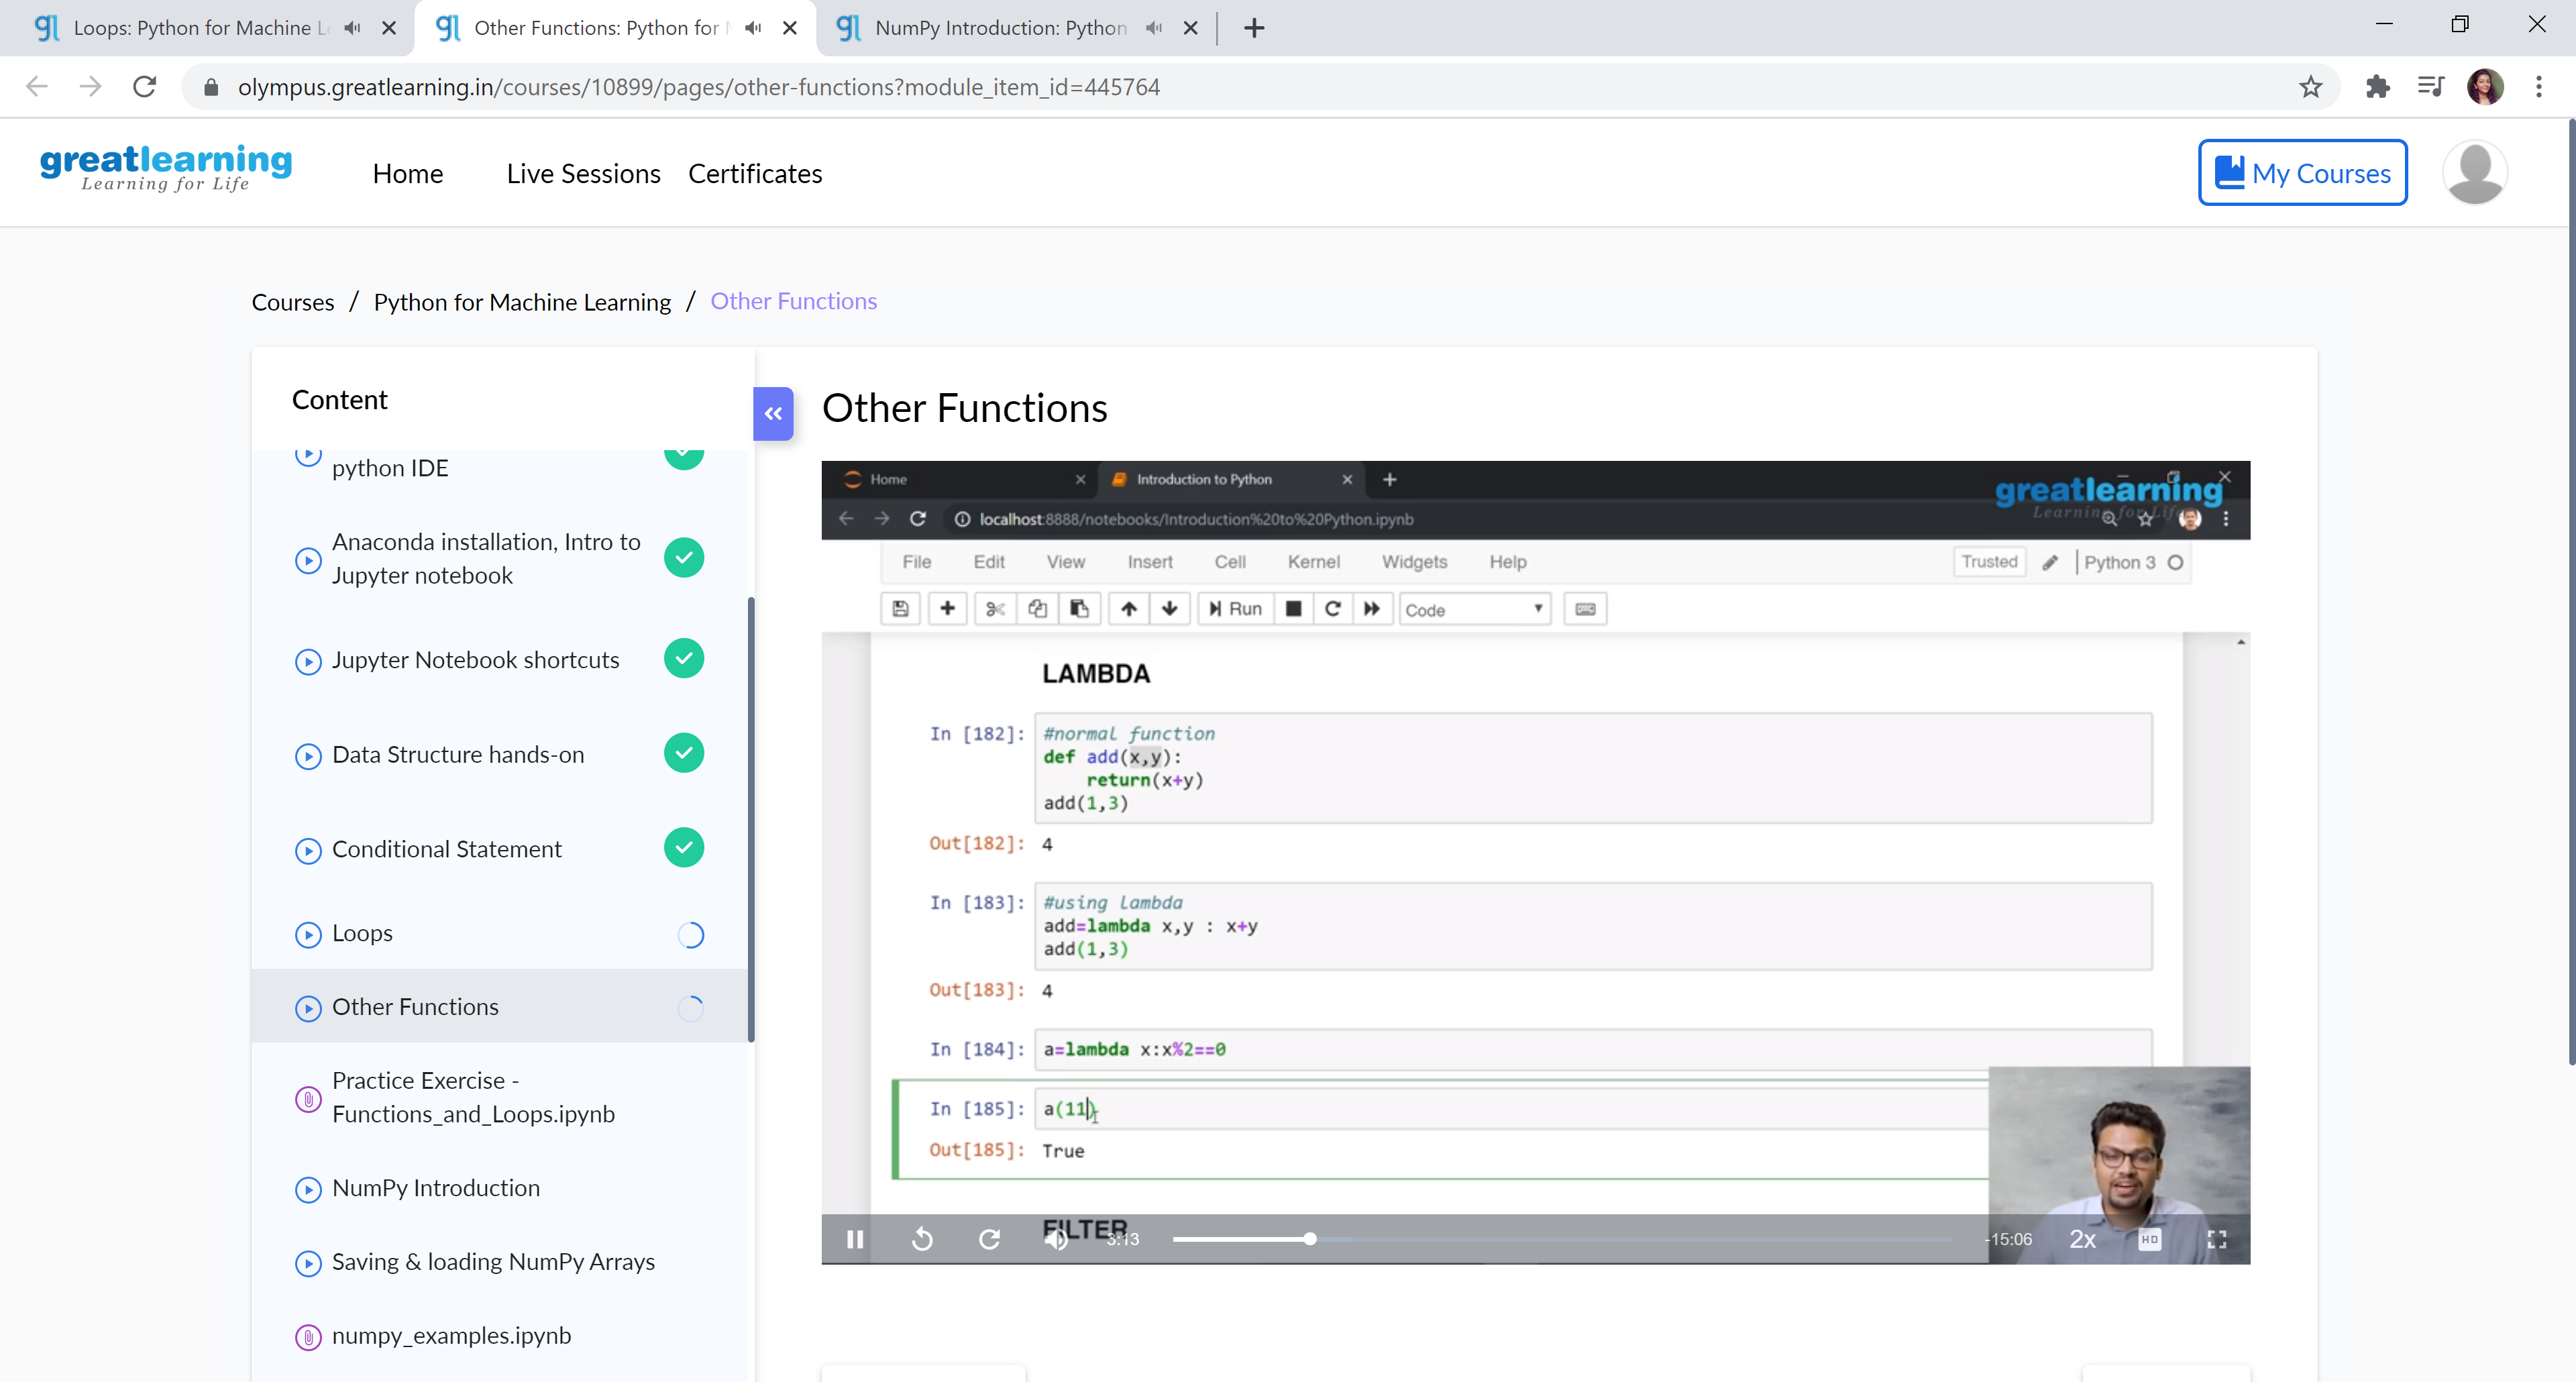 Loops: Python for Machine L
Other Functions: Python for
NumPy Introduction: Python
olympus.greatlearning.in/courses/10899/pages/other-functions?module_item_id=445764
greatlearning
Learning for Life
Home
Live Sessions
Certificates
My Courses
Courses / Python for Machine Learning / Other Functions
Content
python IDE
Anaconda installation, Intro to
Jupyter notebook
Jupyter Notebook shortcuts
Data Structure hands-on
Conditional Statement
Loops
Other Functions
Practice Exercise -
Functions_and_Loops.ipynb
NumPy Introduction
Saving & loading NumPy Arrays
numpy_examples.ipynb
Other Functions
Home
Introduction to Python
greatlearning
Learning for Life
localhost:8888/notebooks/Introduction%20to%20Python.ipynb
File Edit View Insert Cell Kernel Widgets Help
Trusted
Python 3
Run
Code
LAMBDA
In [182]: #normal function
def add(x,y):
return(x+y)
add(1,3)
Out[182]: 4
In [183]: #using lambda
add=lambda x,y : x+y
add(1,3)
Out[183]: 4
In [184]: a=lambda x:x%2==0
In [185]: a(11)
Out[185]: True
FILTER
3:13
-15:06
2x
HD